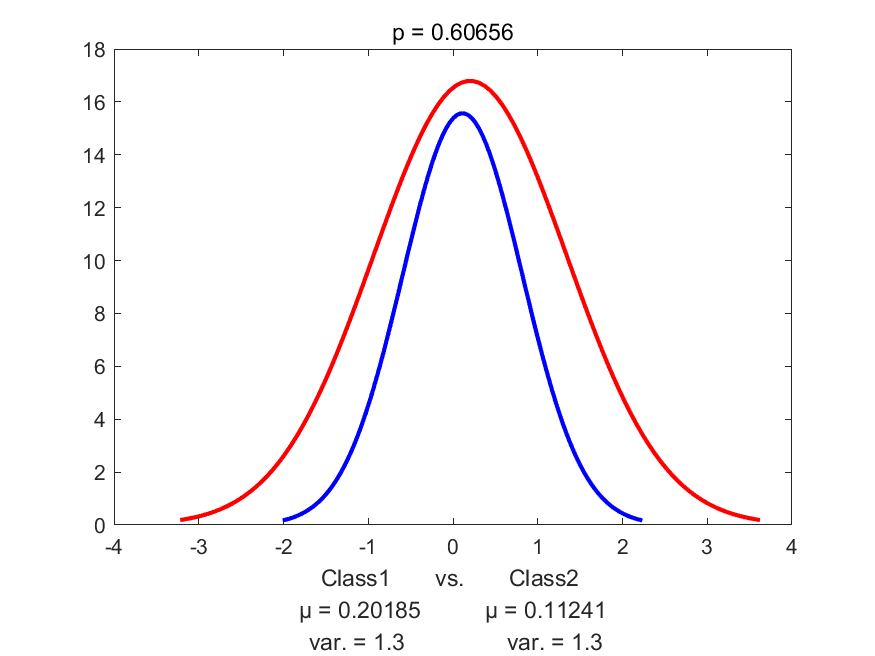 p = 0.60656
18
16
14
12
10
8
6
4
2
0
-4 -3 -2 -1 0 1 2 3 4
Class1 vs. Class2
μ = 0.20185 μ = 0.11241
var. = 1.3 var. = 1.3